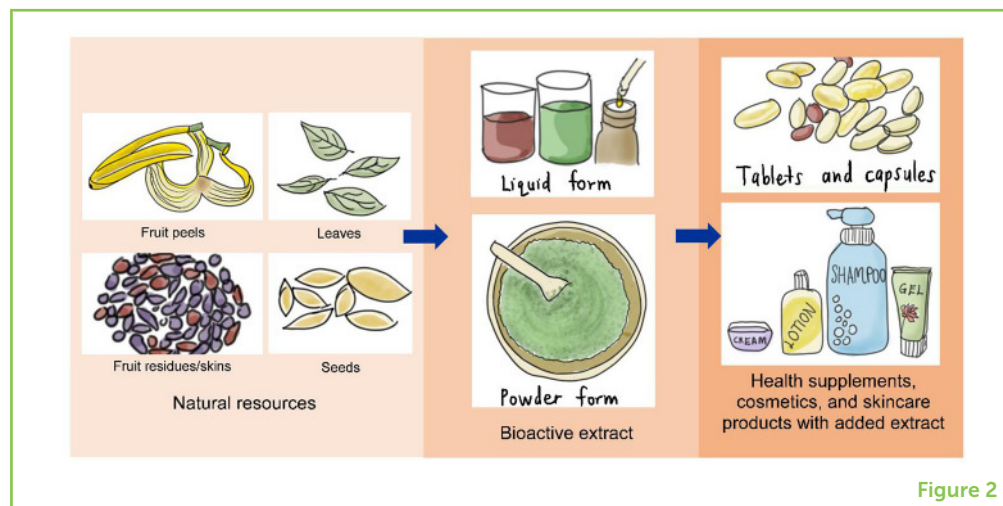 Fruit peels
Leaves
Fruit residues/skins
Seeds
Natural resources
Liquid form
Powder form
Bioactive extract
Tablets and capsules
CREAM
LOTION
SHAMPOO
GEL
Health supplements,
cosmetics, and skincare
products with added extract
Figure 2